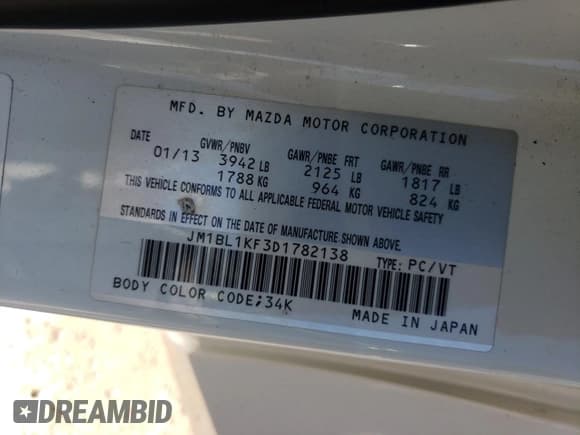 MFD. BY MAZDA MOTOR CORPORATION
DATE GVWR/PNBV GAWR/PNBE FRT GAWR/PNBE RR
01/13 3942 LB 2125 LB 1817 LB
1788 KG 964 KG 824 KG
THIS VEHICLE CONFORMS TO ALL APPLICABLE FEDERAL MOTOR VEHICLE SAFETY
STANDARDS IN EFFECT ON THE DATE OF MANUFACTURE SHOWN ABOVE.
JM1BL1KF3D1782138 TYPE: PC/VT
BODY COLOR CODE;34K MADE IN JAPAN
DREAMBID